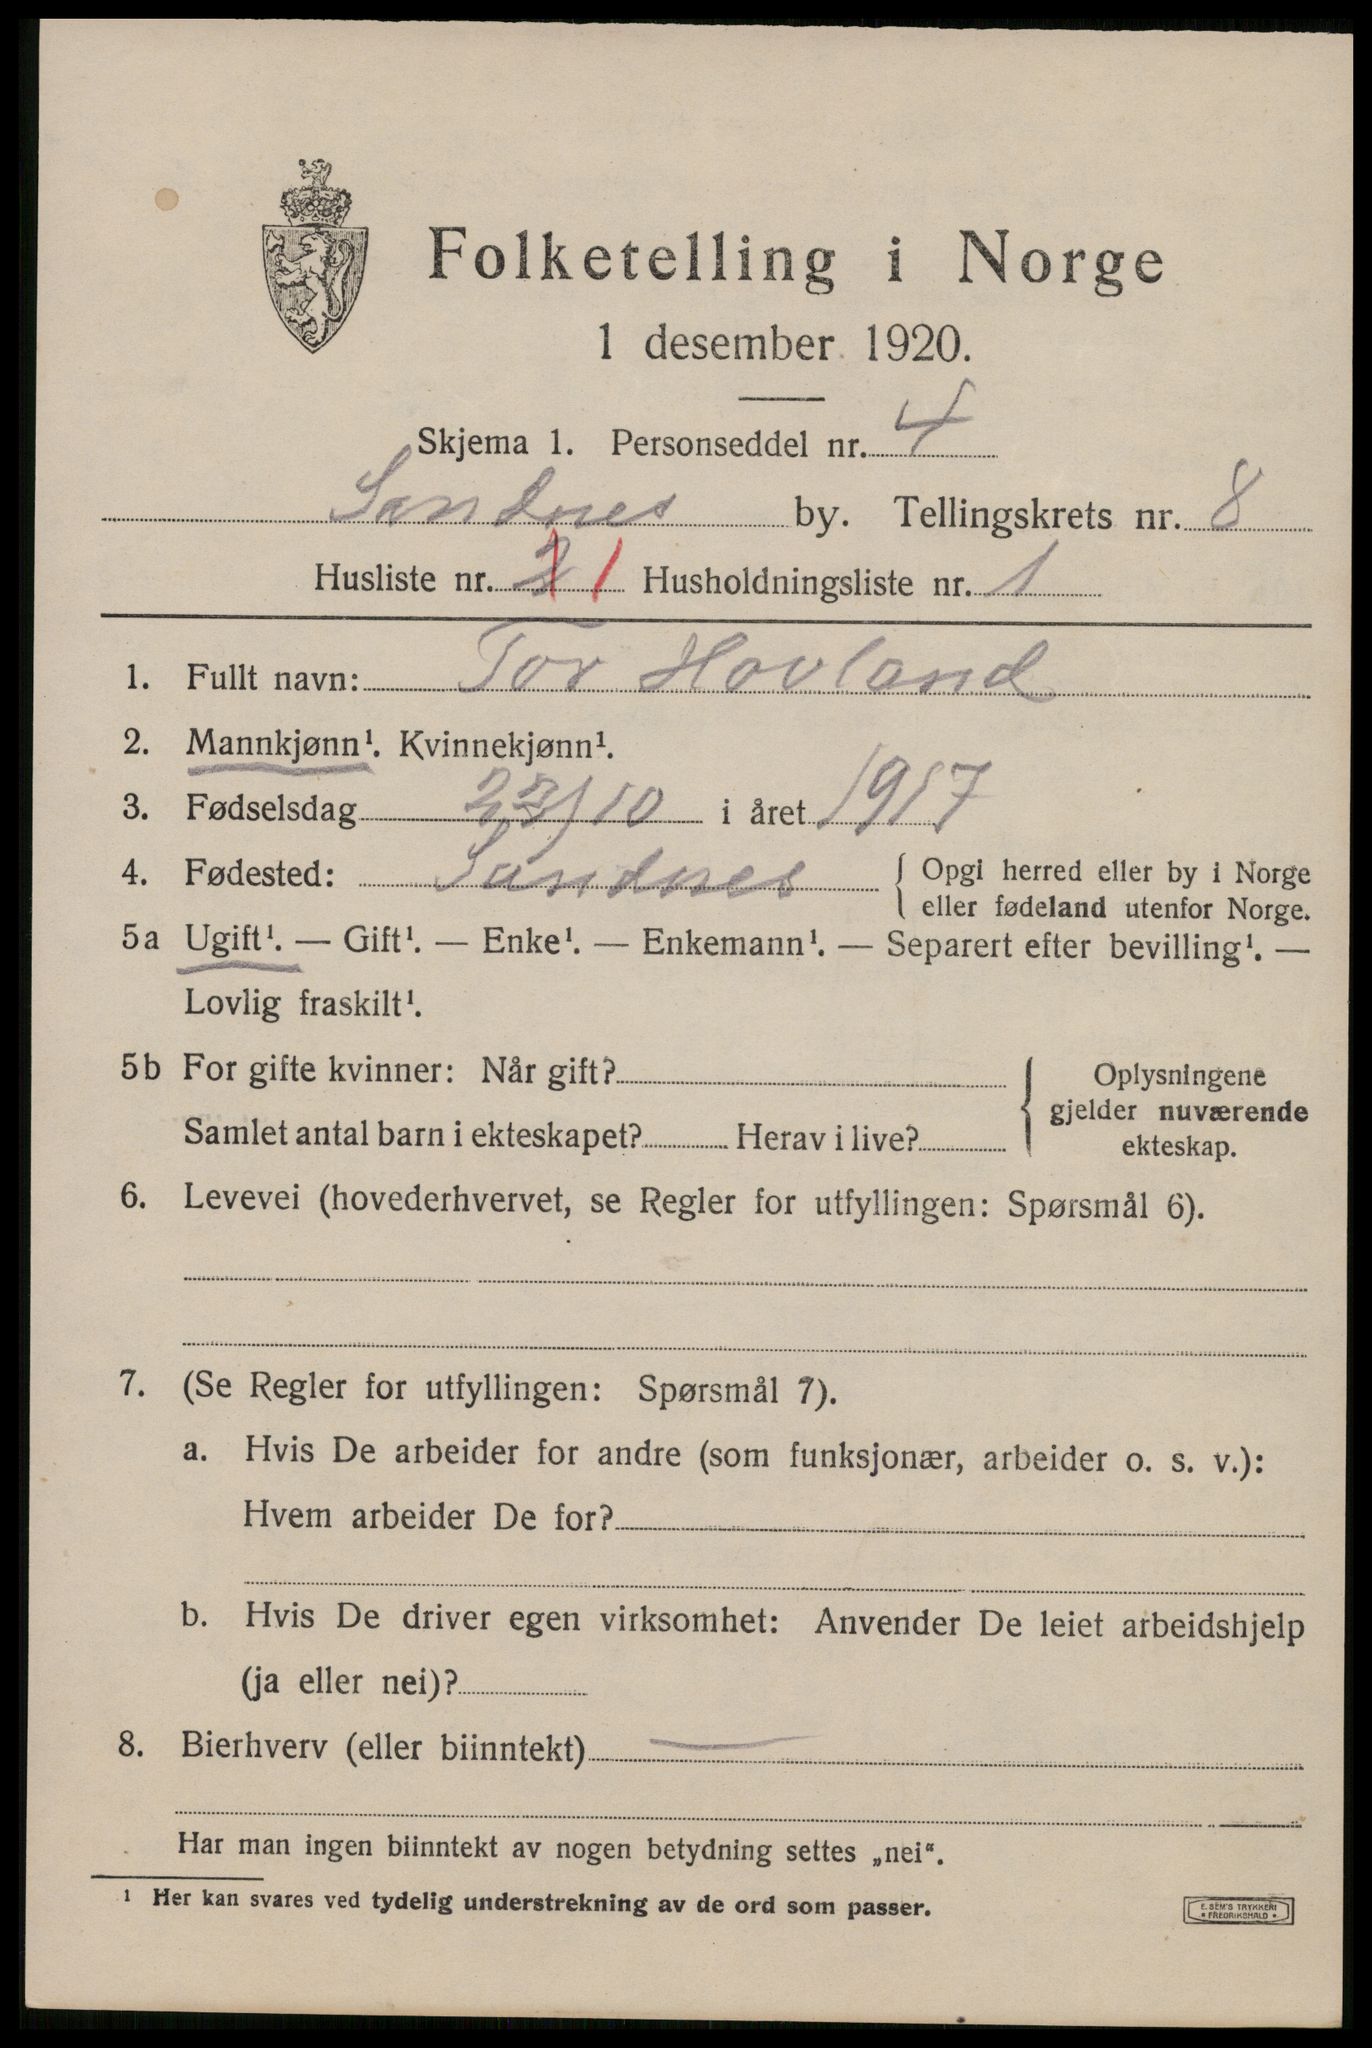 Folketelling i Norge
1 desember 1920.
Skjema 1. Personseddel nr. 4
Sandnes by. Tellingskrets nr. 8
Husliste nr. 1 Husholdningsliste nr. 1
1. Fullt navn: Tor Hovland
2. Mannkjønn¹. Kvinnekjønn¹.
3. Fødselsdag 23/10 i året 1917
4. Fødested: Sandnes { Opgi herred eller by i Norge
eller fødeland utenfor Norge.
5a Ugift¹. — Gift¹. — Enke¹. — Enkemann¹. — Separert efter bevilling¹. —
Lovlig fraskilt¹.
5b For gifte kvinner: Når gift?
Samlet antal barn i ekteskapet? Herav i live?
Oplysningene
gjelder nuværende
ekteskap.
6. Levevei (hovederhvervet, se Regler for utfyllingen: Spørsmål 6).
7. (Se Regler for utfyllingen: Spørsmål 7).
a. Hvis De arbeider for andre (som funksjonær, arbeider o. s. v.):
Hvem arbeider De for?
b. Hvis De driver egen virksomhet: Anvender De leiet arbeidshjelp
(ja eller nei)?
8. Bierhverv (eller biinntekt) —
Har man ingen biinntekt av nogen betydning settes „nei“.
¹ Her kan svares ved tydelig understrekning av de ord som passer.
E. SEM'S TRYKKERI
• FREDRIKSHALD •